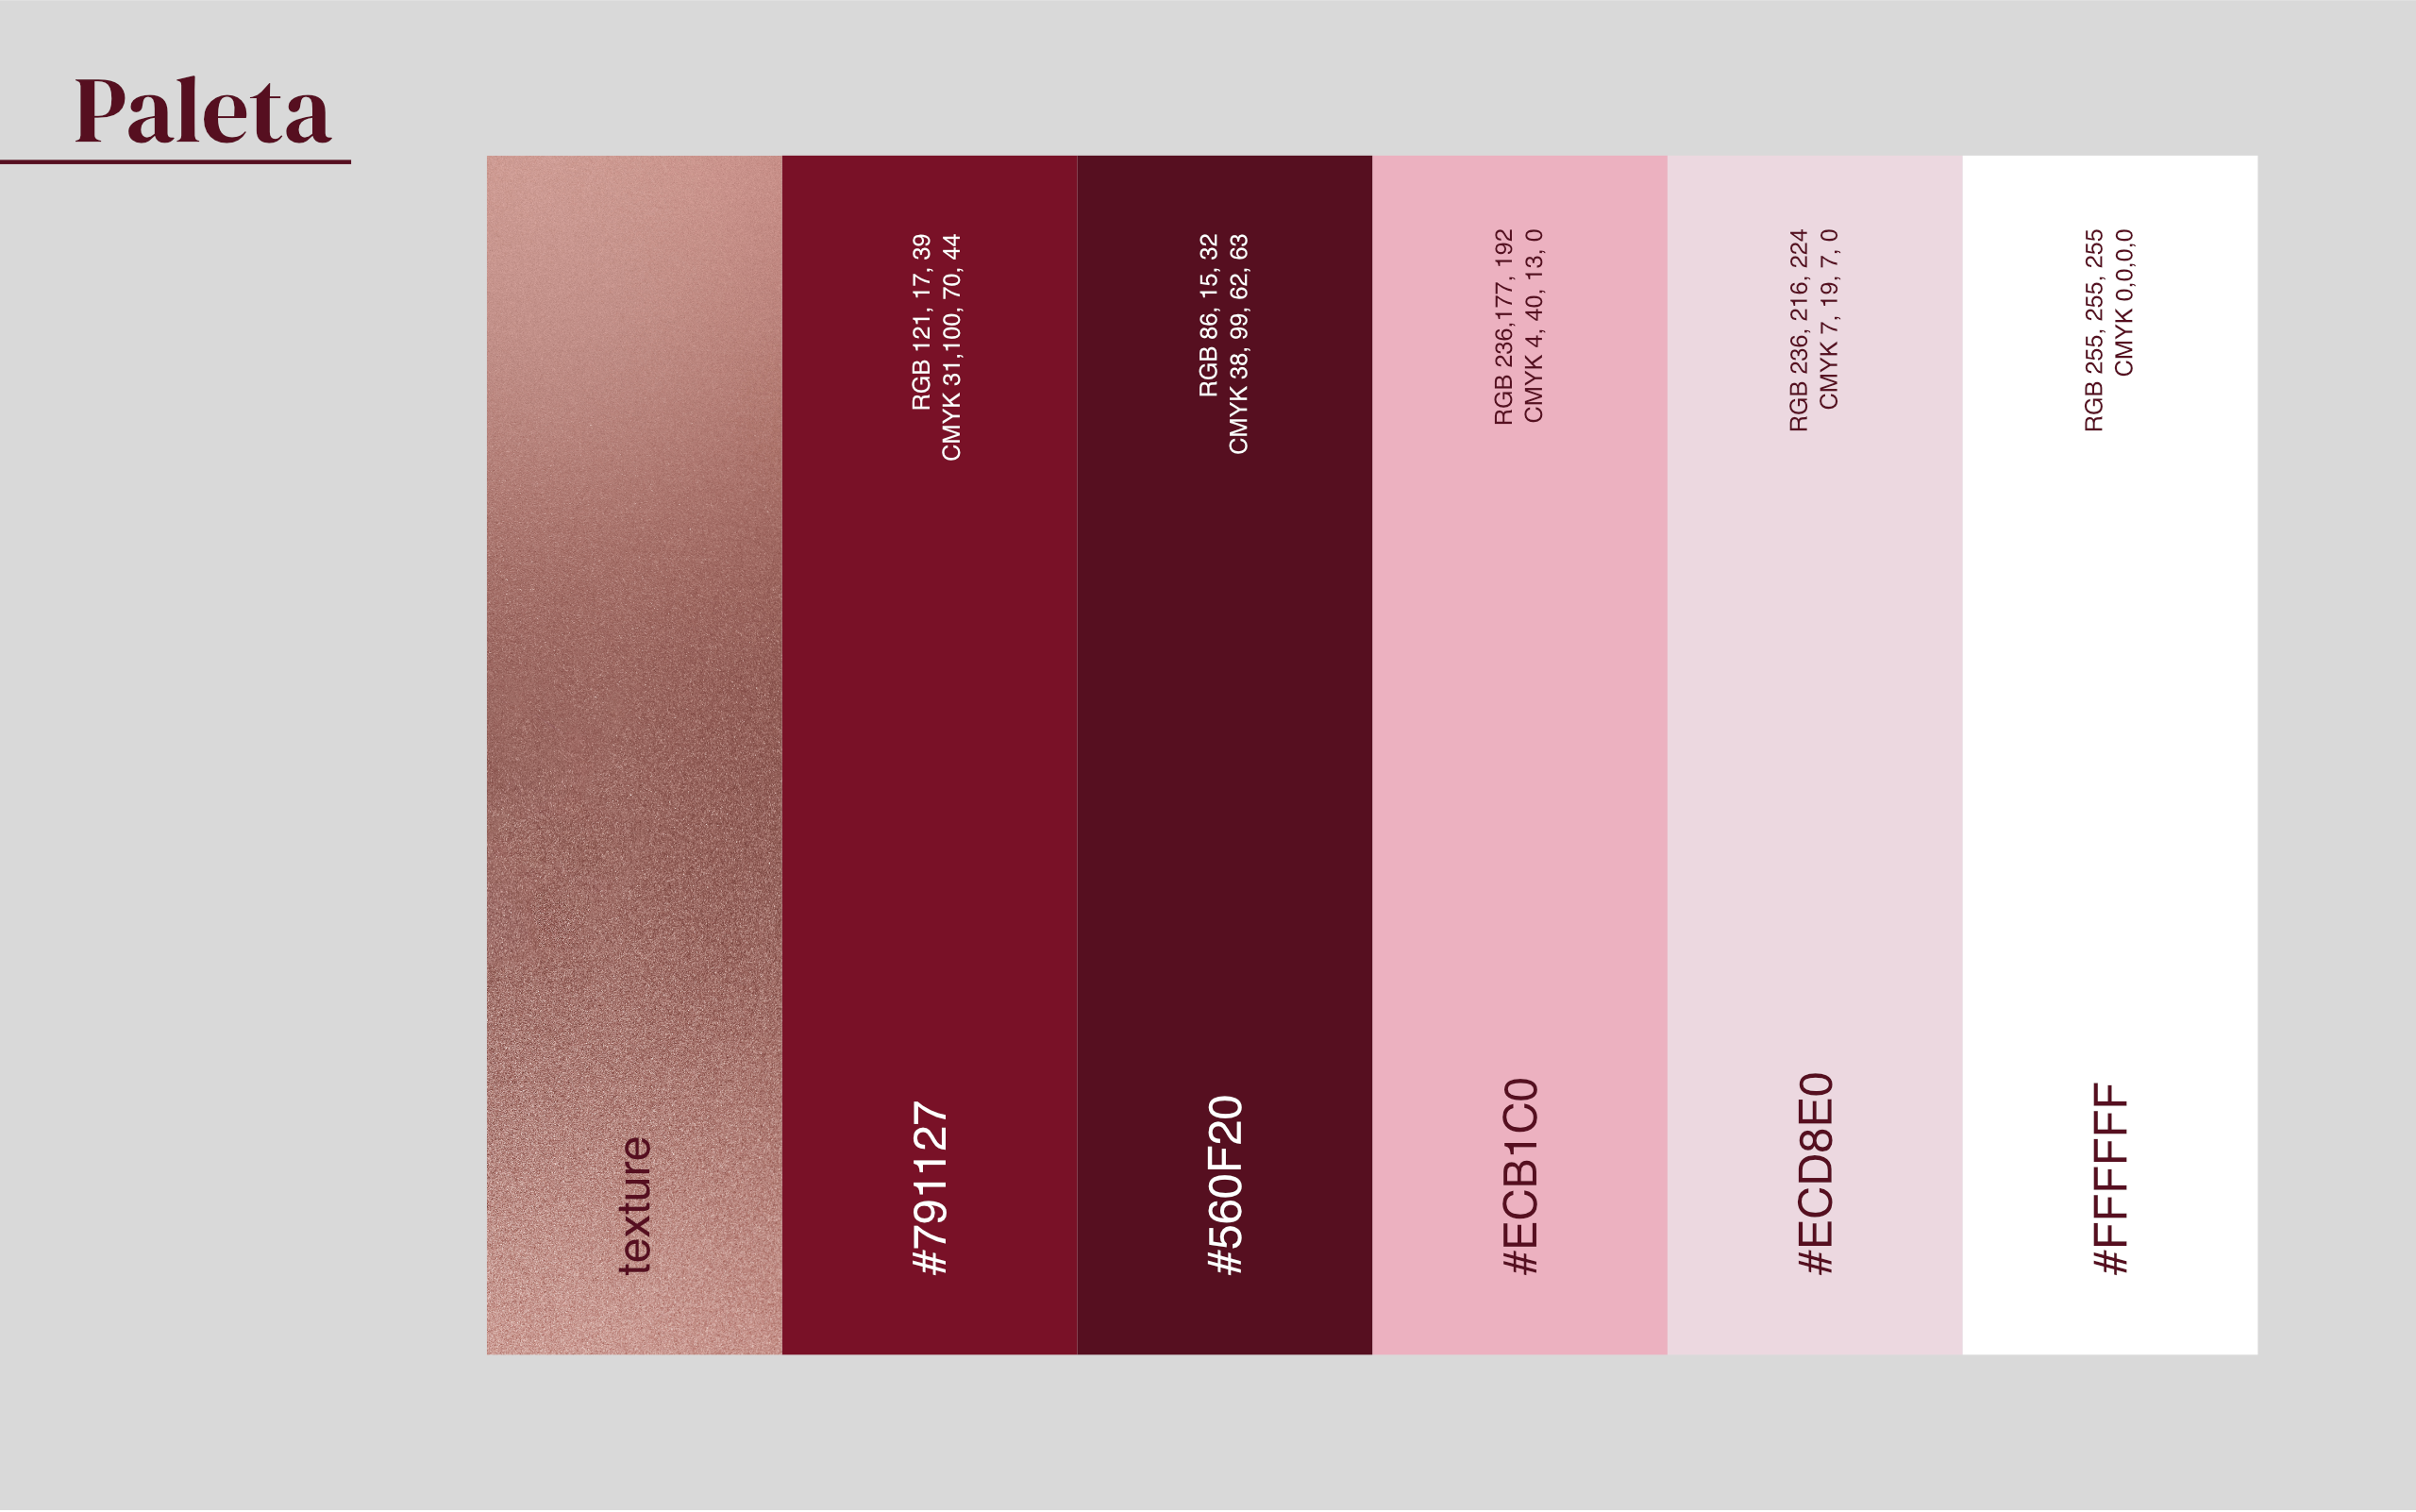 Paleta
texture
#791127
RGB 121, 17, 39
CMYK 31,100, 70, 44
#560F20
RGB 86, 15, 32
CMYK 38, 99, 62, 63
#ECB1C0
RGB 236,177, 192
CMYK 4, 40, 13, 0
#ECD8E0
RGB 236, 216, 224
CMYK 7, 19, 7, 0
#FFFFFF
RGB 255, 255, 255
CMYK 0,0,0,0